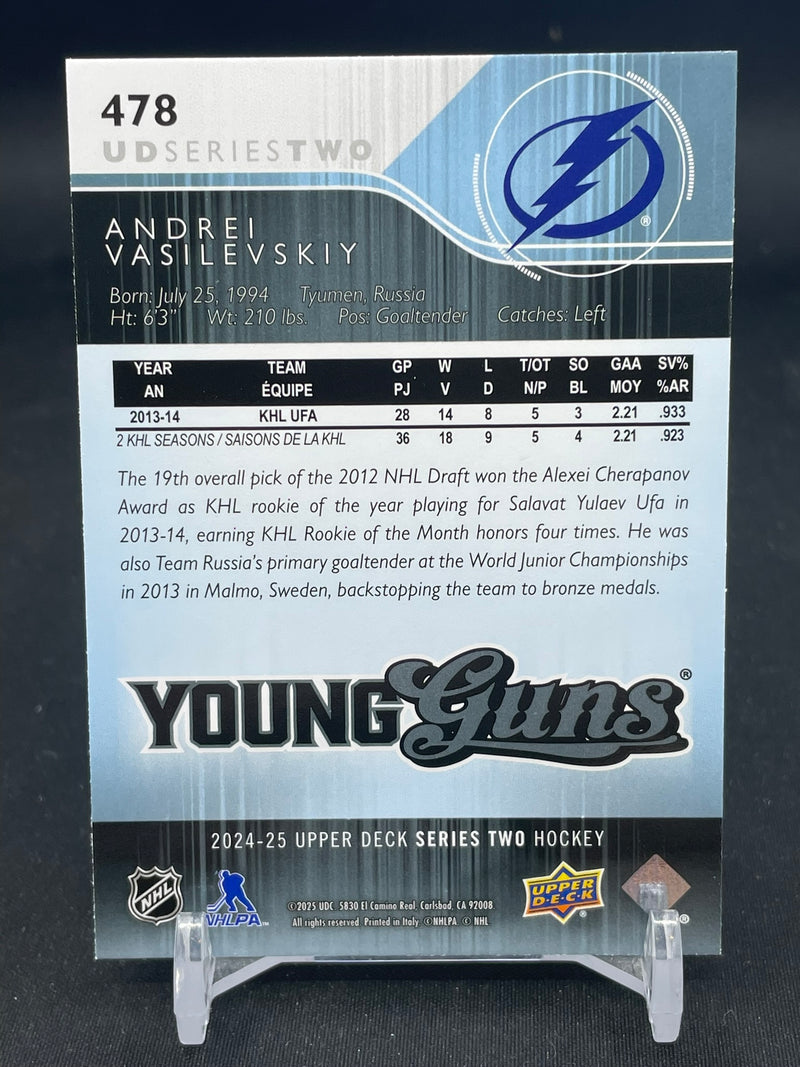 478
UDSERIESTWO
®
ANDREI
VASILEVSKIY
Born: July 25, 1994 Tyumen, Russia
Ht: 6'3" Wt: 210 lbs. Pos: Goaltender Catches: Left
YEAR TEAM GP W L T/OT SO GAA SV%
AN ÉQUIPE PJ V D N/P BL MOY %AR
2013-14 KHL UFA 28 14 8 5 3 2.21 .933
2 KHL SEASONS / SAISONS DE LA KHL 36 18 9 5 4 2.21 .923
The 19th overall pick of the 2012 NHL Draft won the Alexei Cherapanov
Award as KHL rookie of the year playing for Salavat Yulaev Ufa in
2013-14, earning KHL Rookie of the Month honors four times. He was
also Team Russia's primary goaltender at the World Junior Championships
in 2013 in Malmo, Sweden, backstopping the team to bronze medals.
YOUNG Guns®
2024-25 UPPER DECK SERIES TWO HOCKEY
NHL
NHLPA™
©2025 UDC. 5830 El Camino Real, Carlsbad, CA 92008.
All rights reserved. Printed in Italy. ©NHLPA. © NHL
UPPER
D·E·C·K
®
®